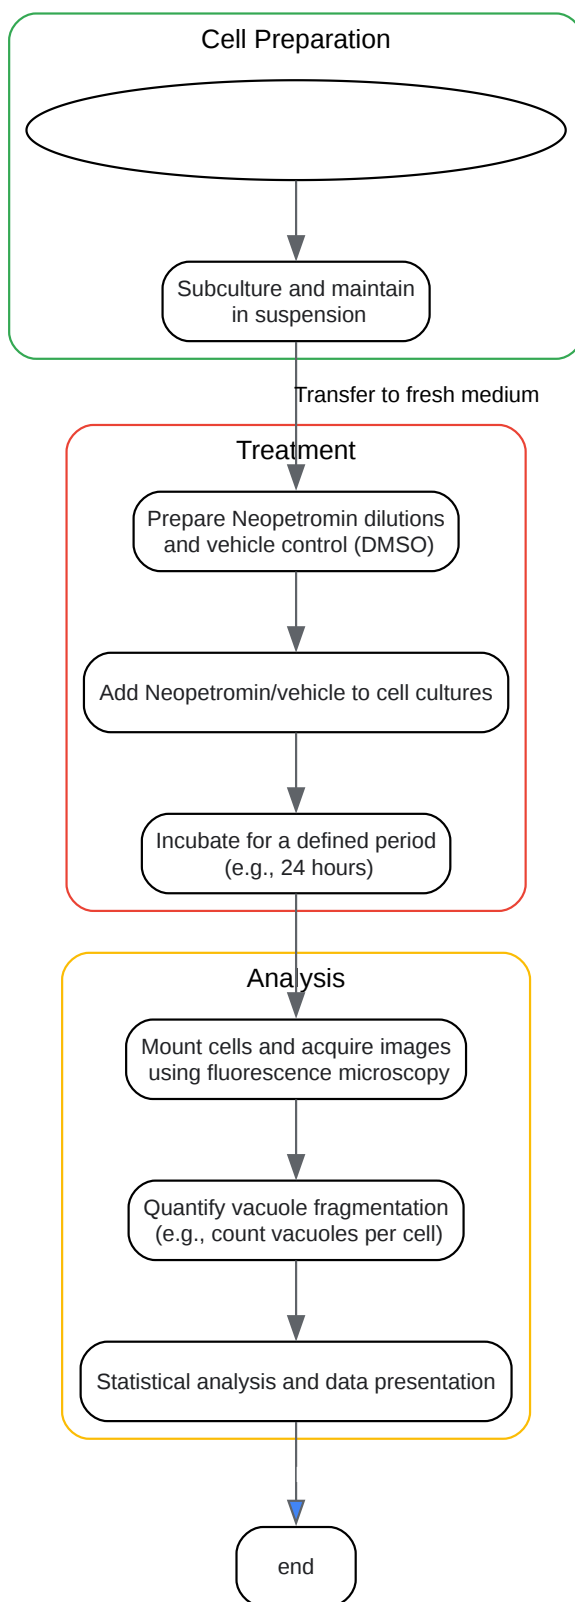 Cell Preparation
Subculture and maintain
in suspension
Transfer to fresh medium
Treatment
Prepare Neopetromin dilutions
and vehicle control (DMSO)
Add Neopetromin/vehicle to cell cultures
Incubate for a defined period
(e.g., 24 hours)
Analysis
Mount cells and acquire images
using fluorescence microscopy
Quantify vacuole fragmentation
(e.g., count vacuoles per cell)
Statistical analysis and data presentation
end